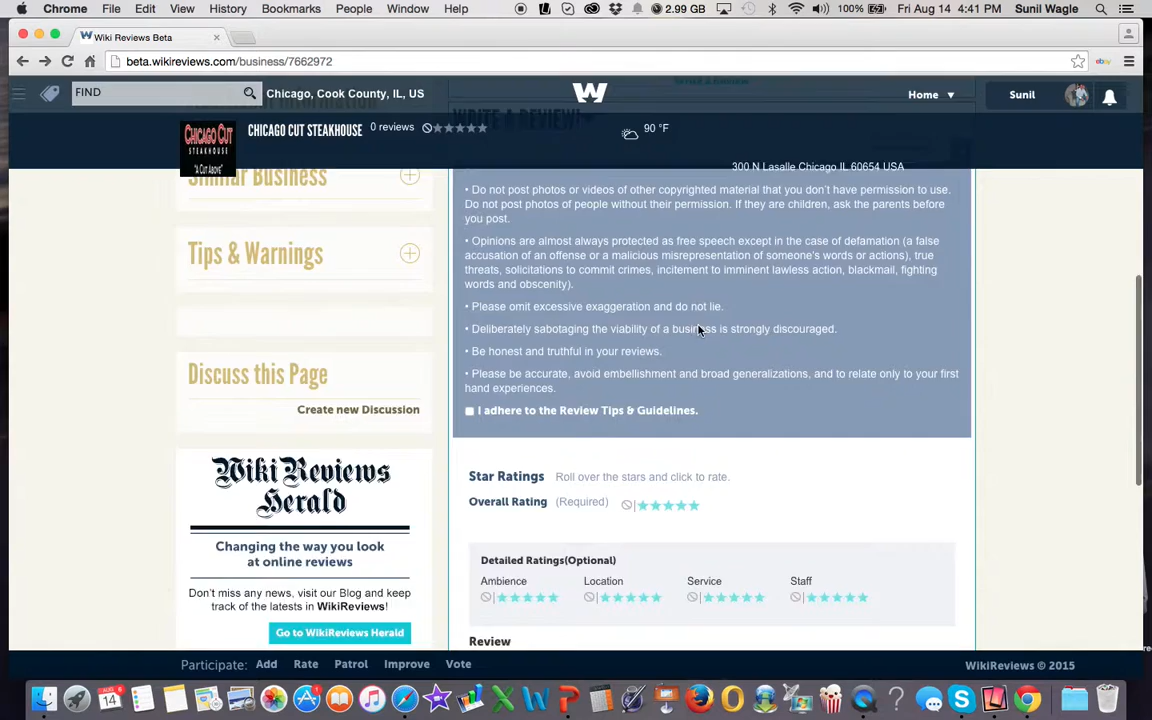 Chrome File Edit View History Bookmarks People Window Help 2.99 GB 100% Fri Aug 14 4:41 PM Sunil Wagle
Wiki Reviews Beta
beta.wikireviews.com/business/7662972
FIND Chicago, Cook County, IL, US W Home Sunil
WRITE A REVIEW!
CHICAGO CUT STEAKHOUSE 0 reviews 90 °F
CHICAGO CUT
STEAKHOUSE
"A CUT ABOVE"
300 N Lasalle Chicago IL 60654 USA
Similar Business
Tips & Warnings
Discuss this Page
Create new Discussion
Wiki Reviews
Herald
Changing the way you look
at online reviews
Don't miss any news, visit our Blog and keep
track of the latests in WikiReviews!
Go to WikiReviews Herald
• Do not post photos or videos of other copyrighted material that you don't have permission to use.
Do not post photos of people without their permission. If they are children, ask the parents before
you post.
• Opinions are almost always protected as free speech except in the case of defamation (a false
accusation of an offense or a malicious misrepresentation of someone's words or actions), true
threats, solicitations to commit crimes, incitement to imminent lawless action, blackmail, fighting
words and obscenity).
• Please omit excessive exaggeration and do not lie.
• Deliberately sabotaging the viability of a business is strongly discouraged.
• Be honest and truthful in your reviews.
• Please be accurate, avoid embellishment and broad generalizations, and to relate only to your first
hand experiences.
I adhere to the Review Tips & Guidelines.
Star Ratings Roll over the stars and click to rate.
Overall Rating (Required)
Detailed Ratings(Optional)
Ambience Location Service Staff
Review
Participate: Add Rate Patrol Improve Vote WikiReviews © 2015